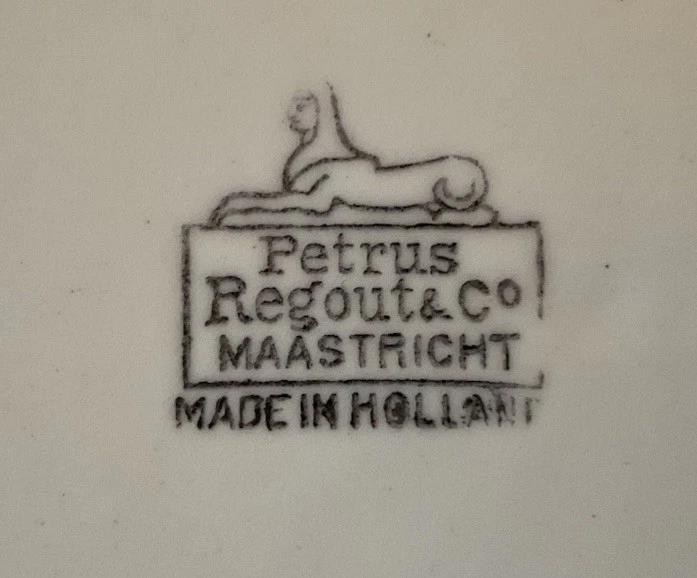 Petrus
Regout & Cº
MAASTRICHT
MADE IN HOLLAND